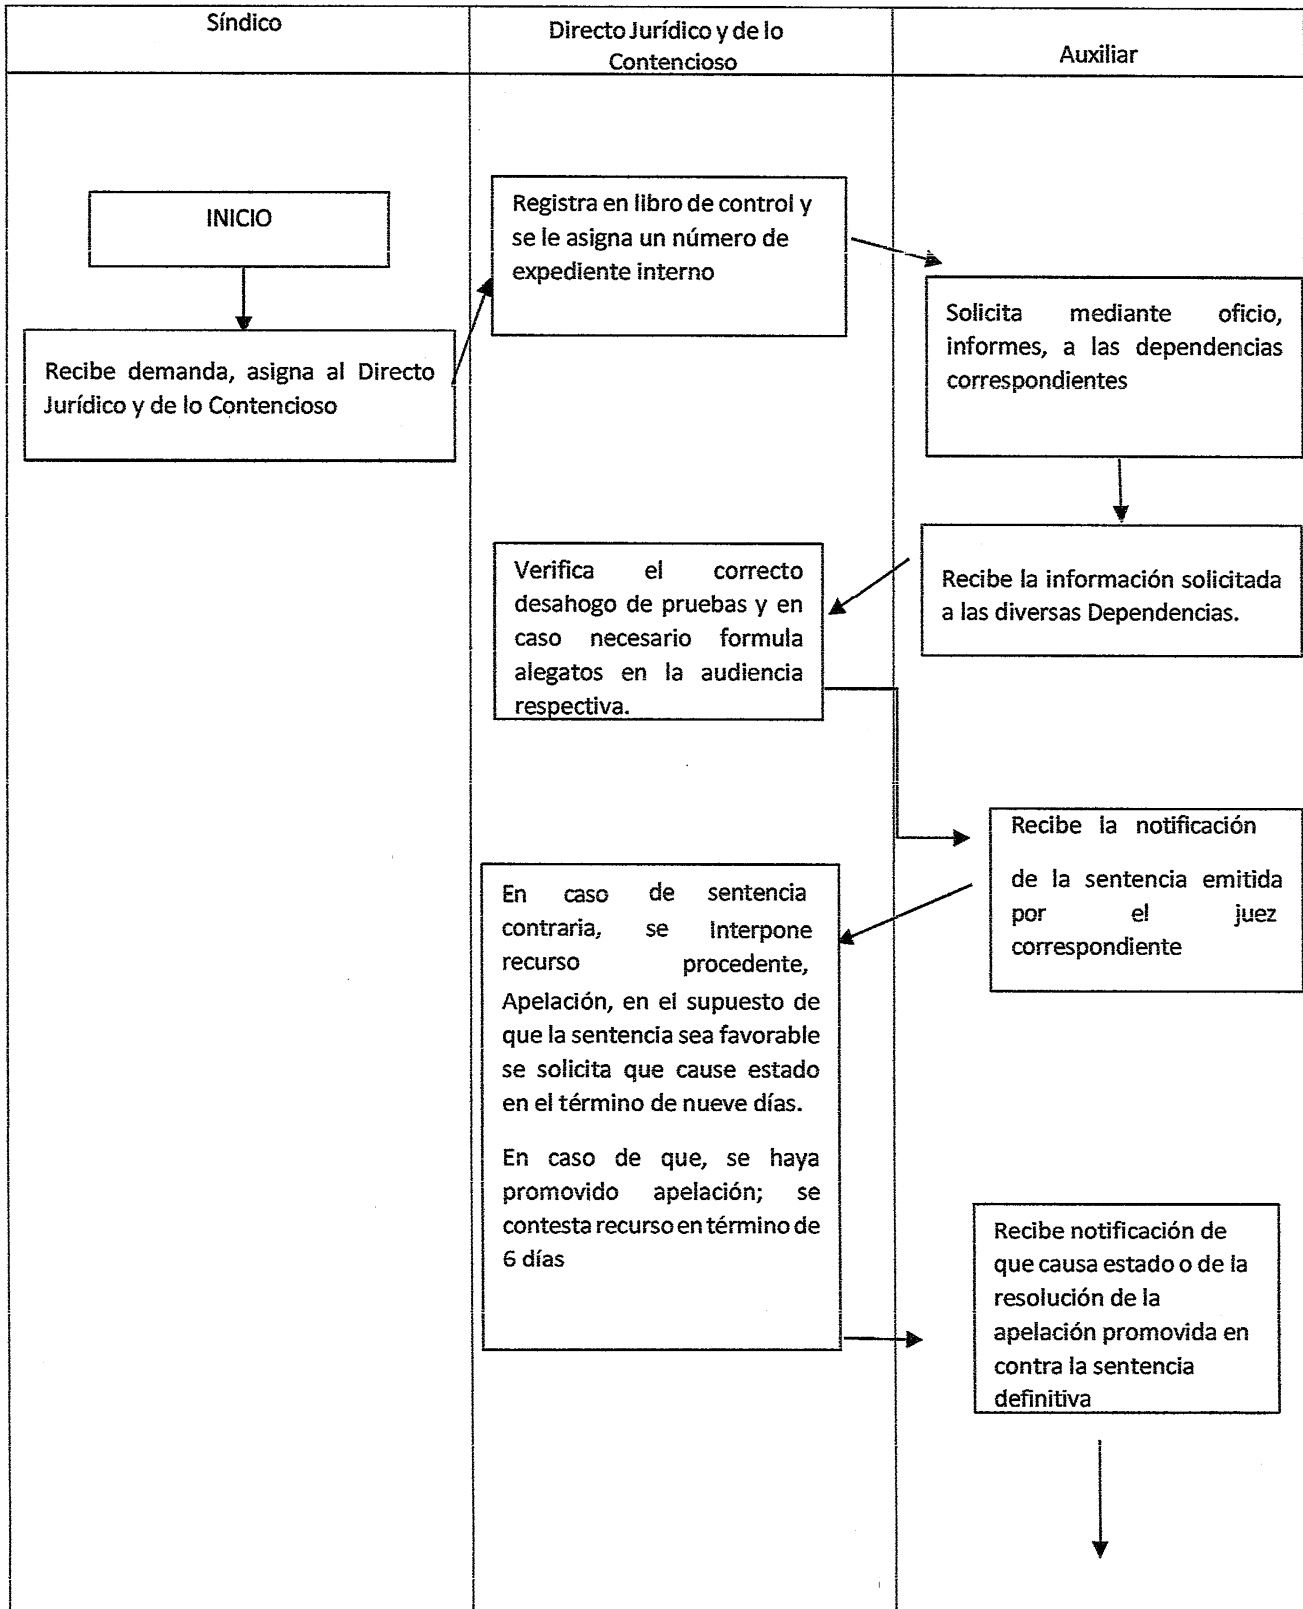 Síndico
Directo Jurídico y de lo
Contencioso
Auxiliar
INICIO
Recibe demanda, asigna al Directo
Jurídico y de lo Contencioso
Registra en libro de control y
se le asigna un número de
expediente interno
Solicita mediante oficio,
informes, a las dependencias
correspondientes
Recibe la información solicitada
a las diversas Dependencias.
Verifica el correcto
desahogo de pruebas y en
caso necesario formula
alegatos en la audiencia
respectiva.
Recibe la notificación
de la sentencia emitida
por el juez
correspondiente
En caso de sentencia
contraria, se Interpone
recurso procedente,
Apelación, en el supuesto de
que la sentencia sea favorable
se solicita que cause estado
en el término de nueve días.
En caso de que, se haya
promovido apelación; se
contesta recurso en término de
6 días
Recibe notificación de
que causa estado o de la
resolución de la
apelación promovida en
contra la sentencia
definitiva